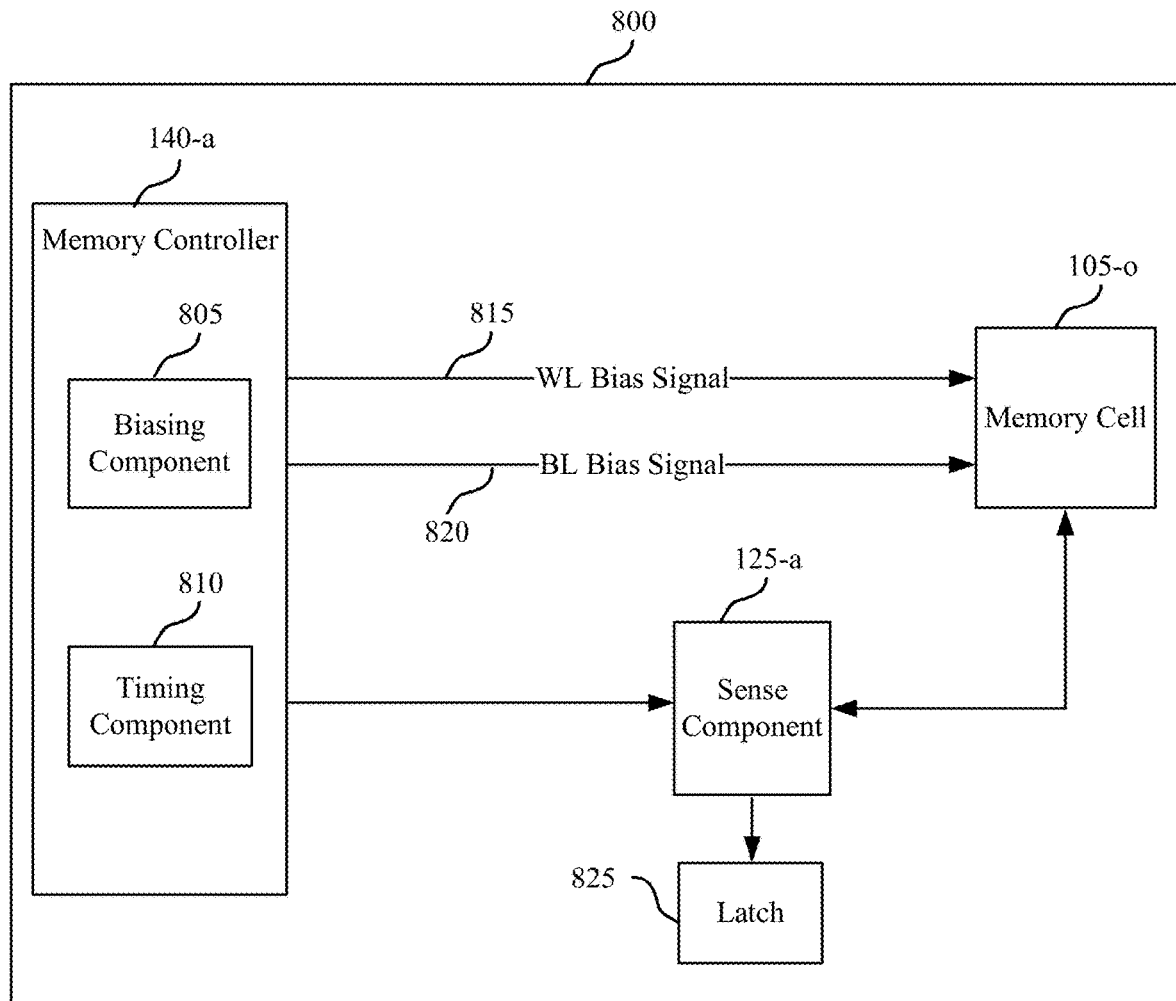 800
140-a
Memory Controller
105-o
805
815
WL Bias Signal
Biasing
Component
Memory Cell
BL Bias Signal
820
125-a
810
Timing
Component
Sense
Component
825
Latch